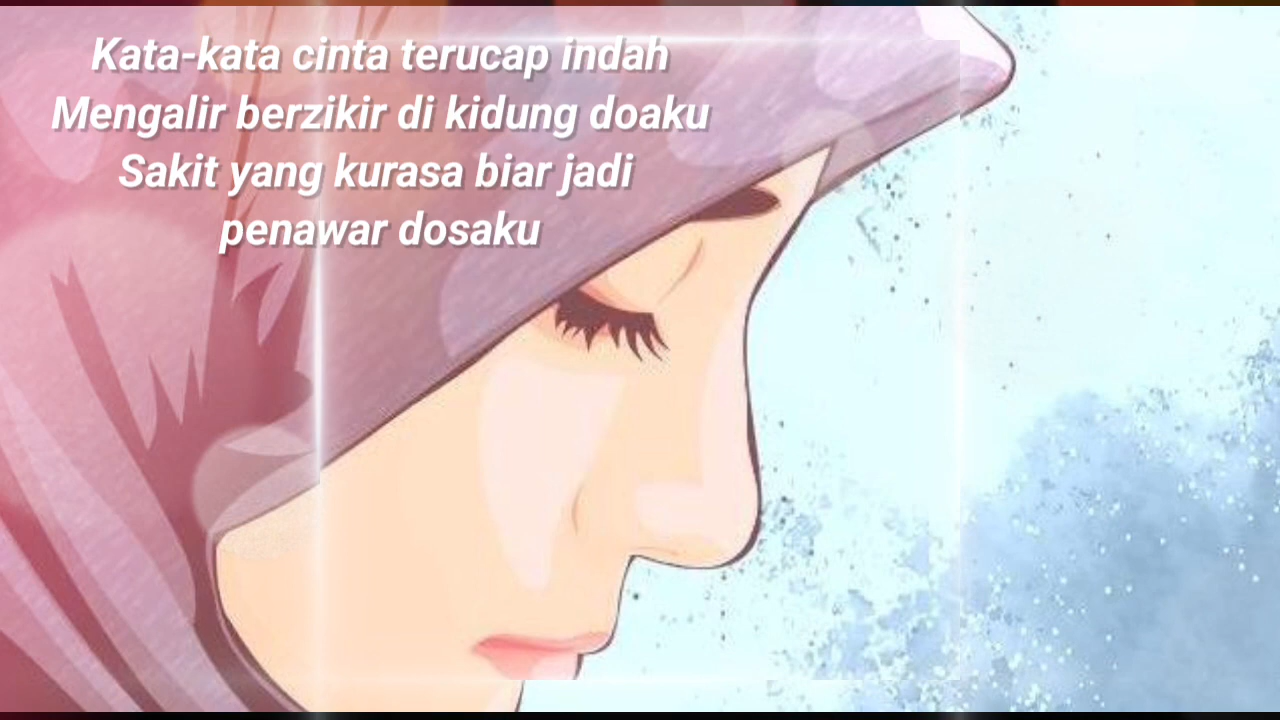 Kata-kata cinta terucap indah
Mengalir berzikir di kidung doaku
Sakit yang kurasa biar jadi
penawar dosaku